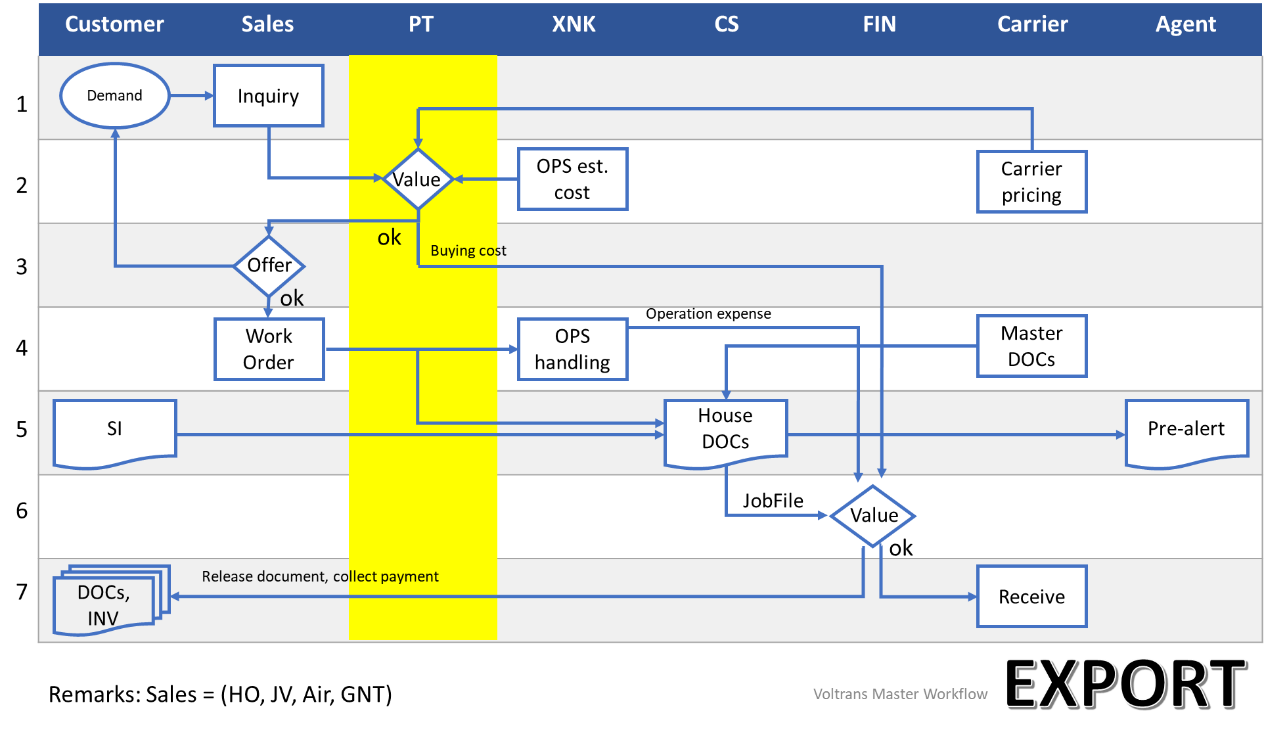 Customer Sales PT XNK CS FIN Carrier Agent
1
Demand
Inquiry
2
Value
OPS est.
cost
Carrier
pricing
3
Offer
ok
ok
Buying cost
4
Work
Order
OPS
handling
Operation expense
Master
DOCs
5
SI
House
DOCs
Pre-alert
6
JobFile
Value
ok
7
DOCs,
INV
Release document, collect payment
Receive
Remarks: Sales = (HO, JV, Air, GNT)
Voltrans Master Workflow
EXPORT